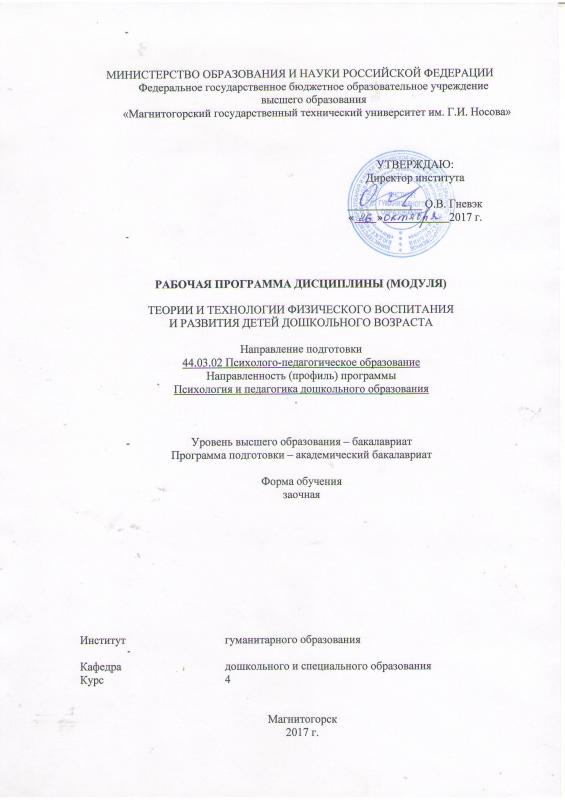 МИНИСТЕРСТВО ОБРАЗОВАНИЯ И НАУКИ РОССИЙСКОЙ ФЕДЕРАЦИИ
Федеральное государственное бюджетное образовательное учреждение
высшего образования
«Магнитогорский государственный технический университет им. Г.И. Носова»
УТВЕРЖДАЮ:
Директор института
О.В. Гневэк
« 26 » октября 2017 г.
РАБОЧАЯ ПРОГРАММА ДИСЦИПЛИНЫ (МОДУЛЯ)
ТЕОРИИ И ТЕХНОЛОГИИ ФИЗИЧЕСКОГО ВОСПИТАНИЯ
И РАЗВИТИЯ ДЕТЕЙ ДОШКОЛЬНОГО ВОЗРАСТА
Направление подготовки
44.03.02 Психолого-педагогическое образование
Направленность (профиль) программы
Психология и педагогика дошкольного образования
Уровень высшего образования – бакалавриат
Программа подготовки – академический бакалавриат
Форма обучения
заочная
Институт гуманитарного образования
Кафедра дошкольного и специального образования
Курс 4
Магнитогорск
2017 г.